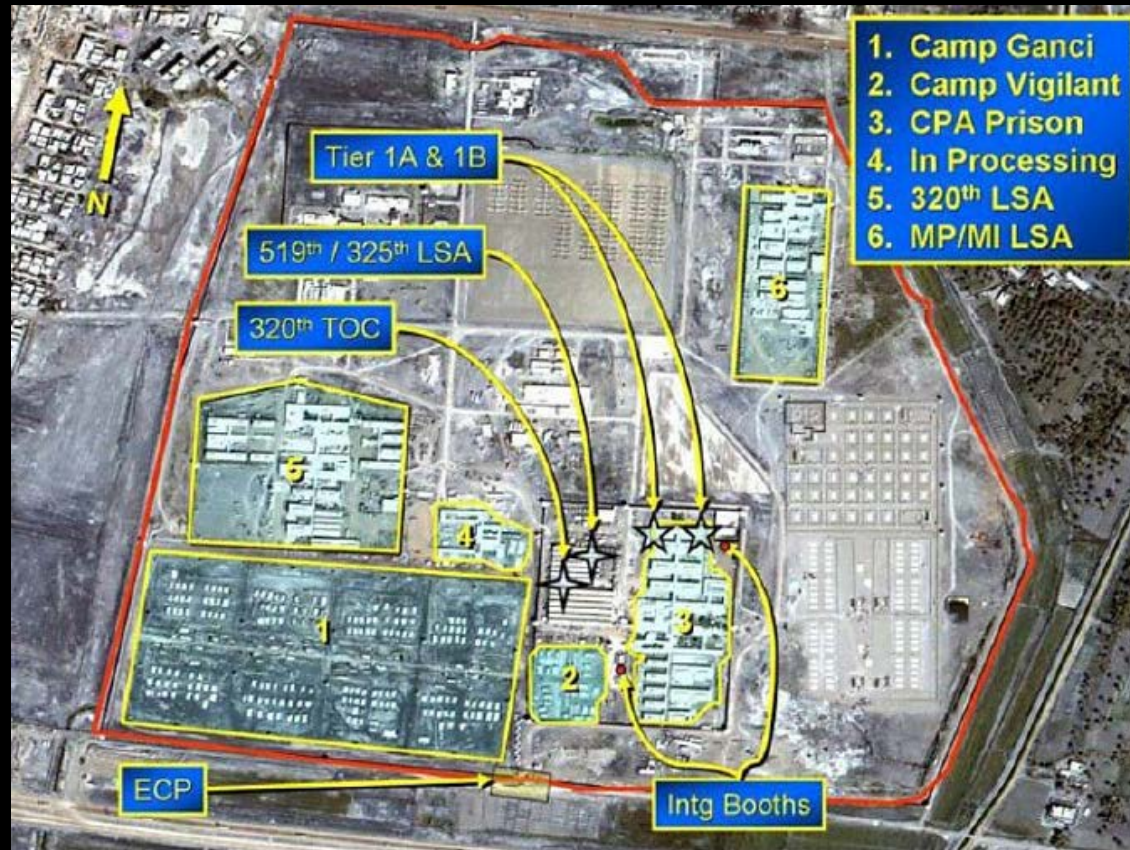 1. Camp Ganci
2. Camp Vigilant
3. CPA Prison
4. In Processing
5. 320th LSA
6. MP/MI LSA
N
Tier 1A & 1B
519th / 325th LSA
320th TOC
6
5
4
1
3
2
ECP
Intg Booths